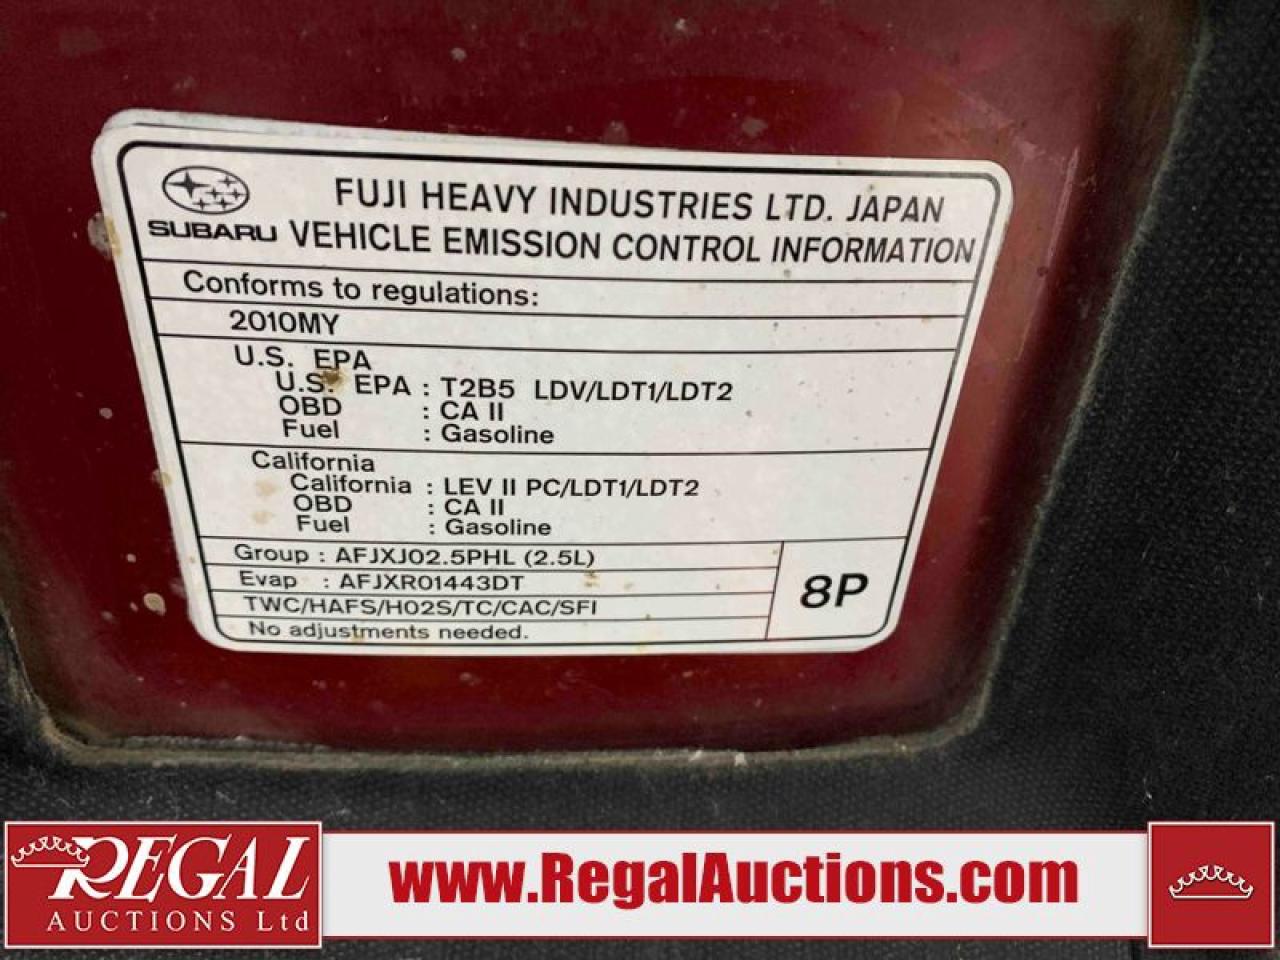 FUJI HEAVY INDUSTRIES LTD. JAPAN
SUBARU VEHICLE EMISSION CONTROL INFORMATION
Conforms to regulations:
2010MY
U.S. EPA
U.S. EPA : T2B5 LDV/LDT1/LDT2
OBD : CA II
Fuel : Gasoline
California
California : LEV II PC/LDT1/LDT2
OBD : CA II
Fuel : Gasoline
Group : AFJXJ02.5PHL (2.5L)
Evap : AFJXR01443DT
TWC/HAFS/HO2S/TC/CAC/SFI
No adjustments needed.
8P
REGAL
AUCTIONS Ltd
www.RegalAuctions.com